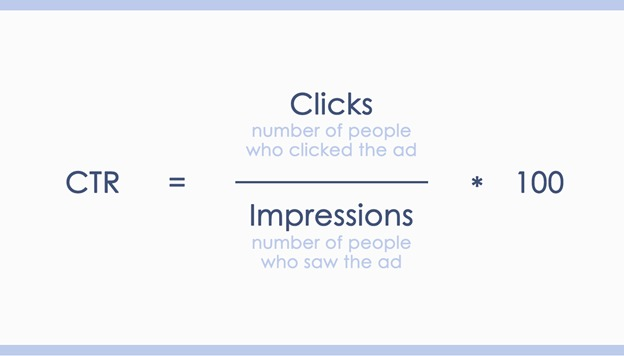 Clicks
number of people
who clicked the ad
CTR = * 100
Impressions
number of people
who saw the ad